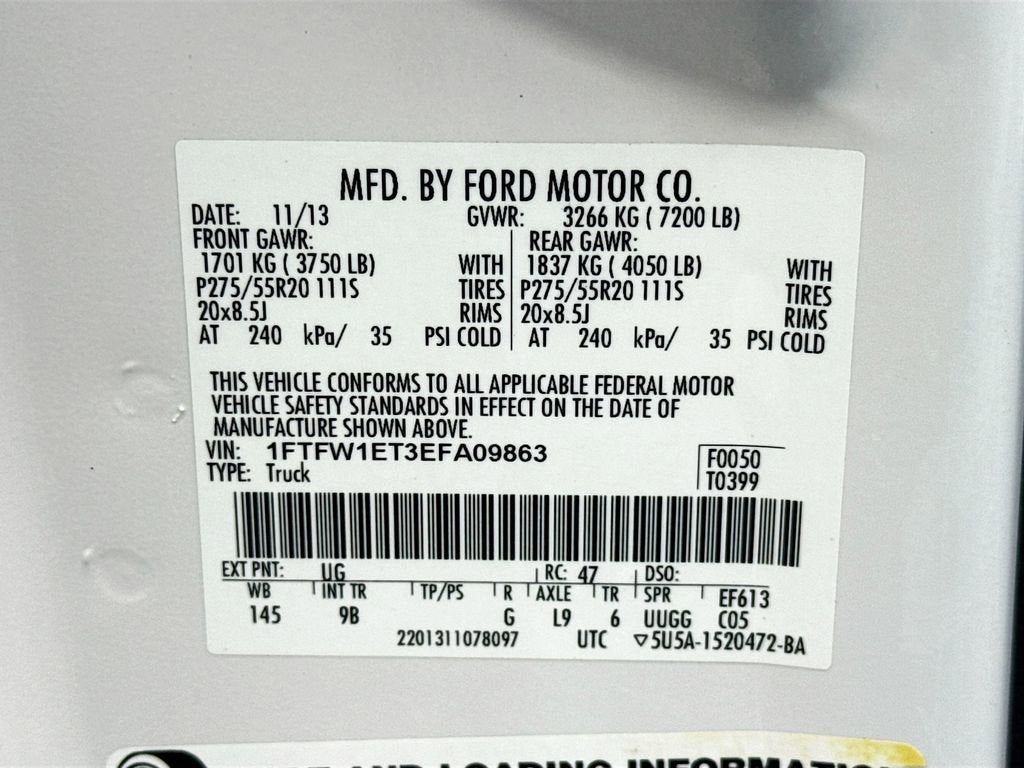 MFD. BY FORD MOTOR CO.
DATE: 11/13 GVWR: 3266 KG ( 7200 LB)
FRONT GAWR: REAR GAWR:
1701 KG ( 3750 LB) WITH 1837 KG ( 4050 LB) WITH
P275/55R20 111S TIRES P275/55R20 111S TIRES
20x8.5J RIMS 20x8.5J RIMS
AT 240 kPa/ 35 PSI COLD AT 240 kPa/ 35 PSI COLD
THIS VEHICLE CONFORMS TO ALL APPLICABLE FEDERAL MOTOR
VEHICLE SAFETY STANDARDS IN EFFECT ON THE DATE OF
MANUFACTURE SHOWN ABOVE.
VIN: 1FTFW1ET3EFA09863 F0050
TYPE: Truck T0399
EXT PNT: UG RC: 47 DSO:
WB INT TR TP/PS R AXLE TR SPR EF613
145 9B G L9 6 UUGG C05
2201311078097 UTC ▽5U5A-1520472-BA
AND LOADING INFORMATION